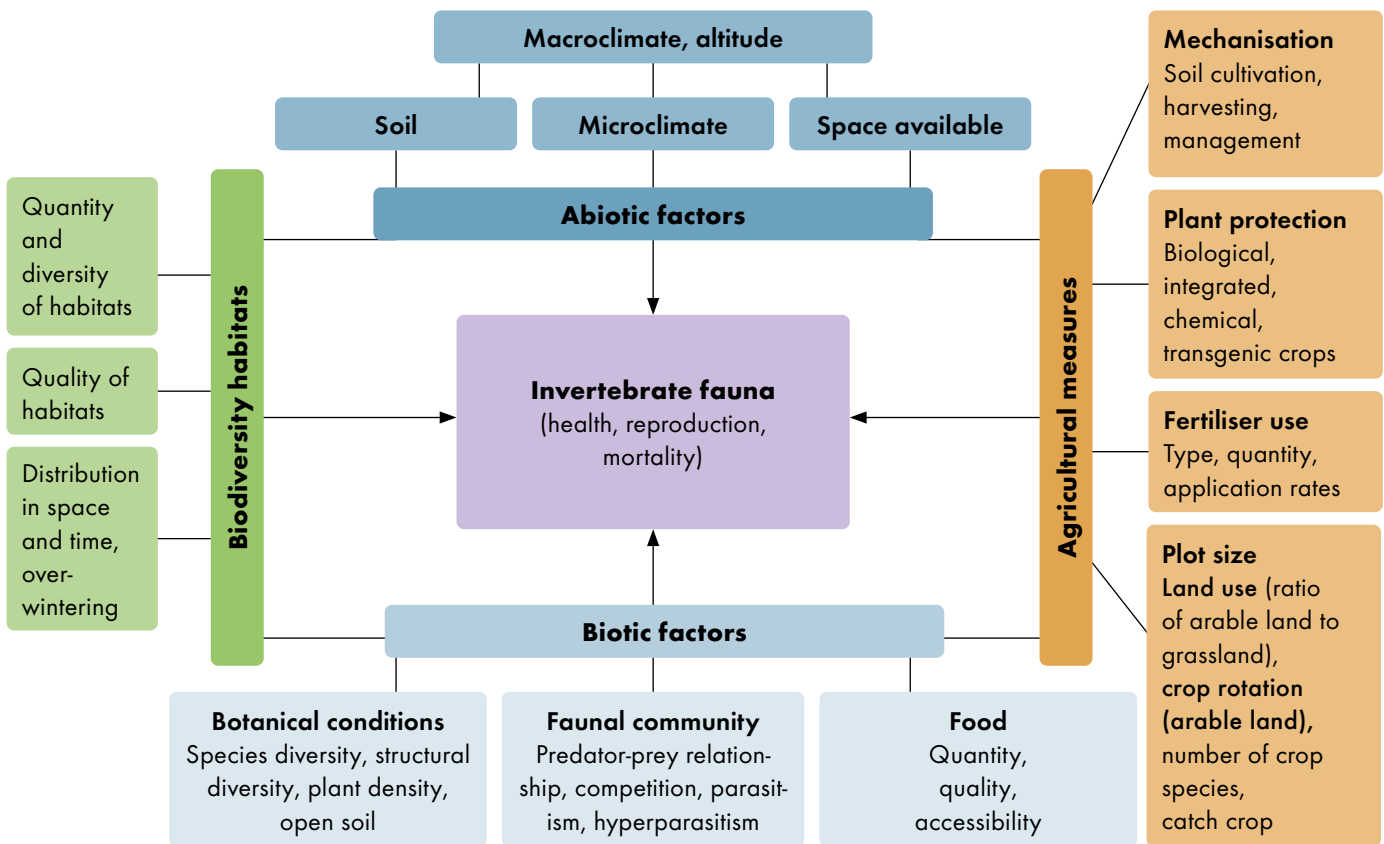 Macroclimate, altitude
Soil
Microclimate
Space available
Abiotic factors
Quantity
and
diversity
of habitats
Quality of
habitats
Distribution
in space
and time,
over-
wintering
Biodiversity habitats
Invertebrate fauna
(health, reproduction,
mortality)
Agricultural measures
Mechanisation
Soil cultivation,
harvesting,
management
Plant protection
Biological,
integrated,
chemical,
transgenic crops
Fertiliser use
Type, quantity,
application rates
Plot size
Land use (ratio
of arable land to
grassland),
crop rotation
(arable land),
number of crop
species,
catch crop
Biotic factors
Botanical conditions
Species diversity, structural
diversity, plant density,
open soil
Faunal community
Predator-prey relation-
ship, competition, parasit-
ism, hyperparasitism
Food
Quantity,
quality,
accessibility